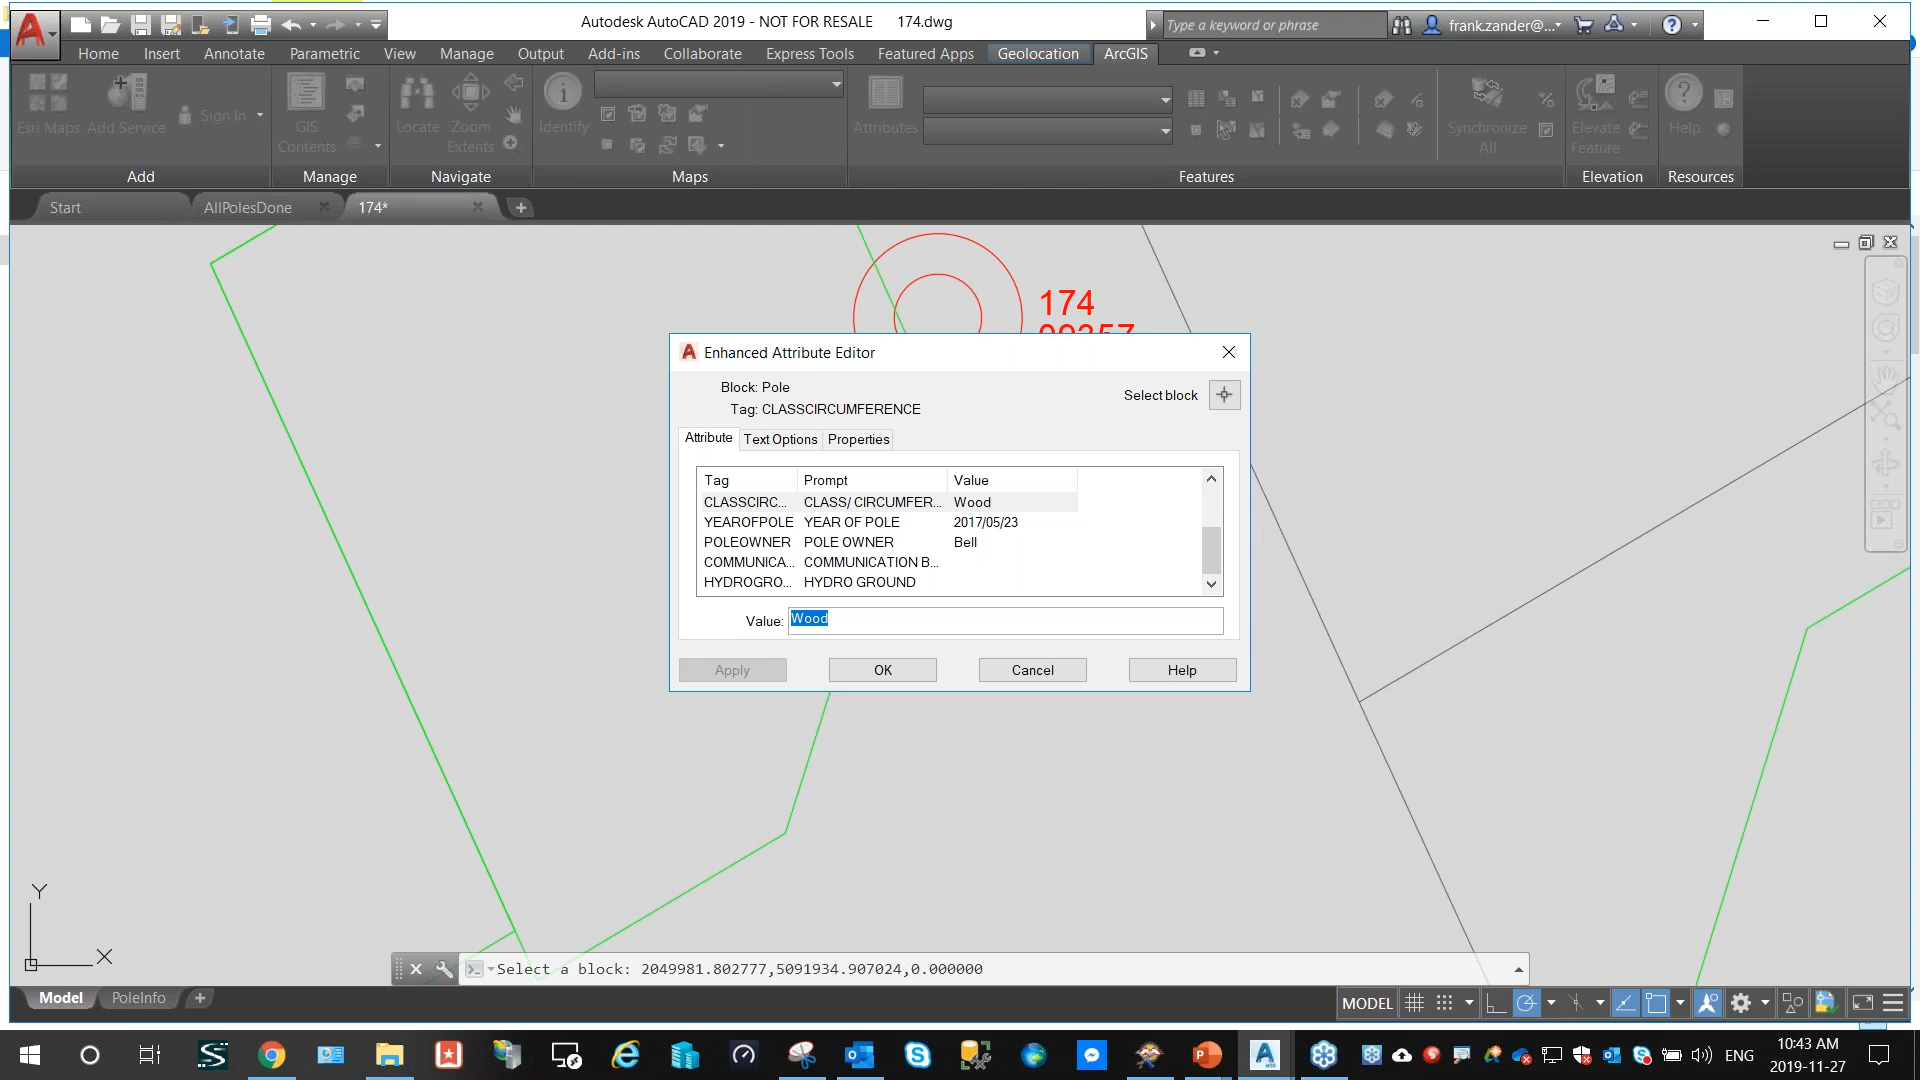 Autodesk AutoCAD 2019 - NOT FOR RESALE 174.dwg
Type a keyword or phrase
frank.zander@...
Home Insert Annotate Parametric View Manage Output Add-ins Collaborate Express Tools Featured Apps Geolocation ArcGIS
Esri Maps
Add Service
Sign In
GIS
Contents
Locate
Zoom
Extents
Identify
Attributes
Synchronize
All
Elevate
Feature
Help
Add Manage Navigate Maps Features Elevation Resources
Start AllPolesDone 174*
174
09357
Enhanced Attribute Editor
Block: Pole
Tag: CLASSCIRCUMFERENCE
Select block
Attribute Text Options Properties
Tag Prompt Value
CLASSCIRC... CLASS/ CIRCUMFER... Wood
YEAROFPOLE YEAR OF POLE 2017/05/23
POLEOWNER POLE OWNER Bell
COMMUNICA... COMMUNICATION B...
HYDROGRO... HYDRO GROUND
Value: Wood
Apply OK Cancel Help
Y
X
Select a block: 2049981.802777,5091934.907024,0.000000
Model PoleInfo
MODEL
ENG
10:43 AM
2019-11-27